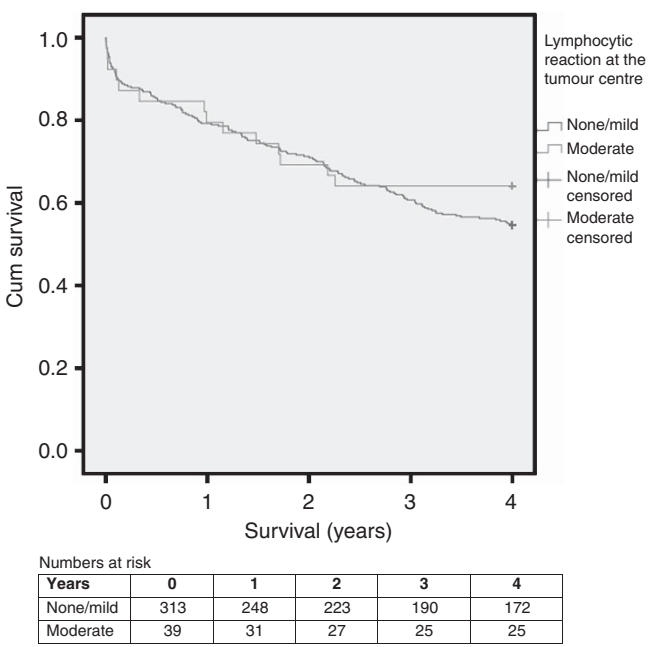 1.0
0.8
0.6
0.4
0.2
0.0
Cum survival
0 1 2 3 4
Survival (years)
Lymphocytic
reaction at the
tumour centre
None/mild
Moderate
None/mild
censored
Moderate
censored
Numbers at risk
Years 0 1 2 3 4
None/mild 313 248 223 190 172
Moderate 39 31 27 25 25